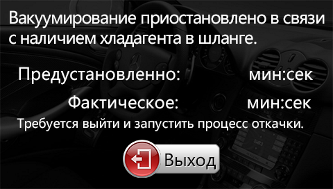 Вакуумирование приостановлено в связи
с наличием хладагента в шланге.
Предустановленно: мин:сек
Фактическое: мин:сек
Требуется выйти и запустить процесс откачки.
Выход